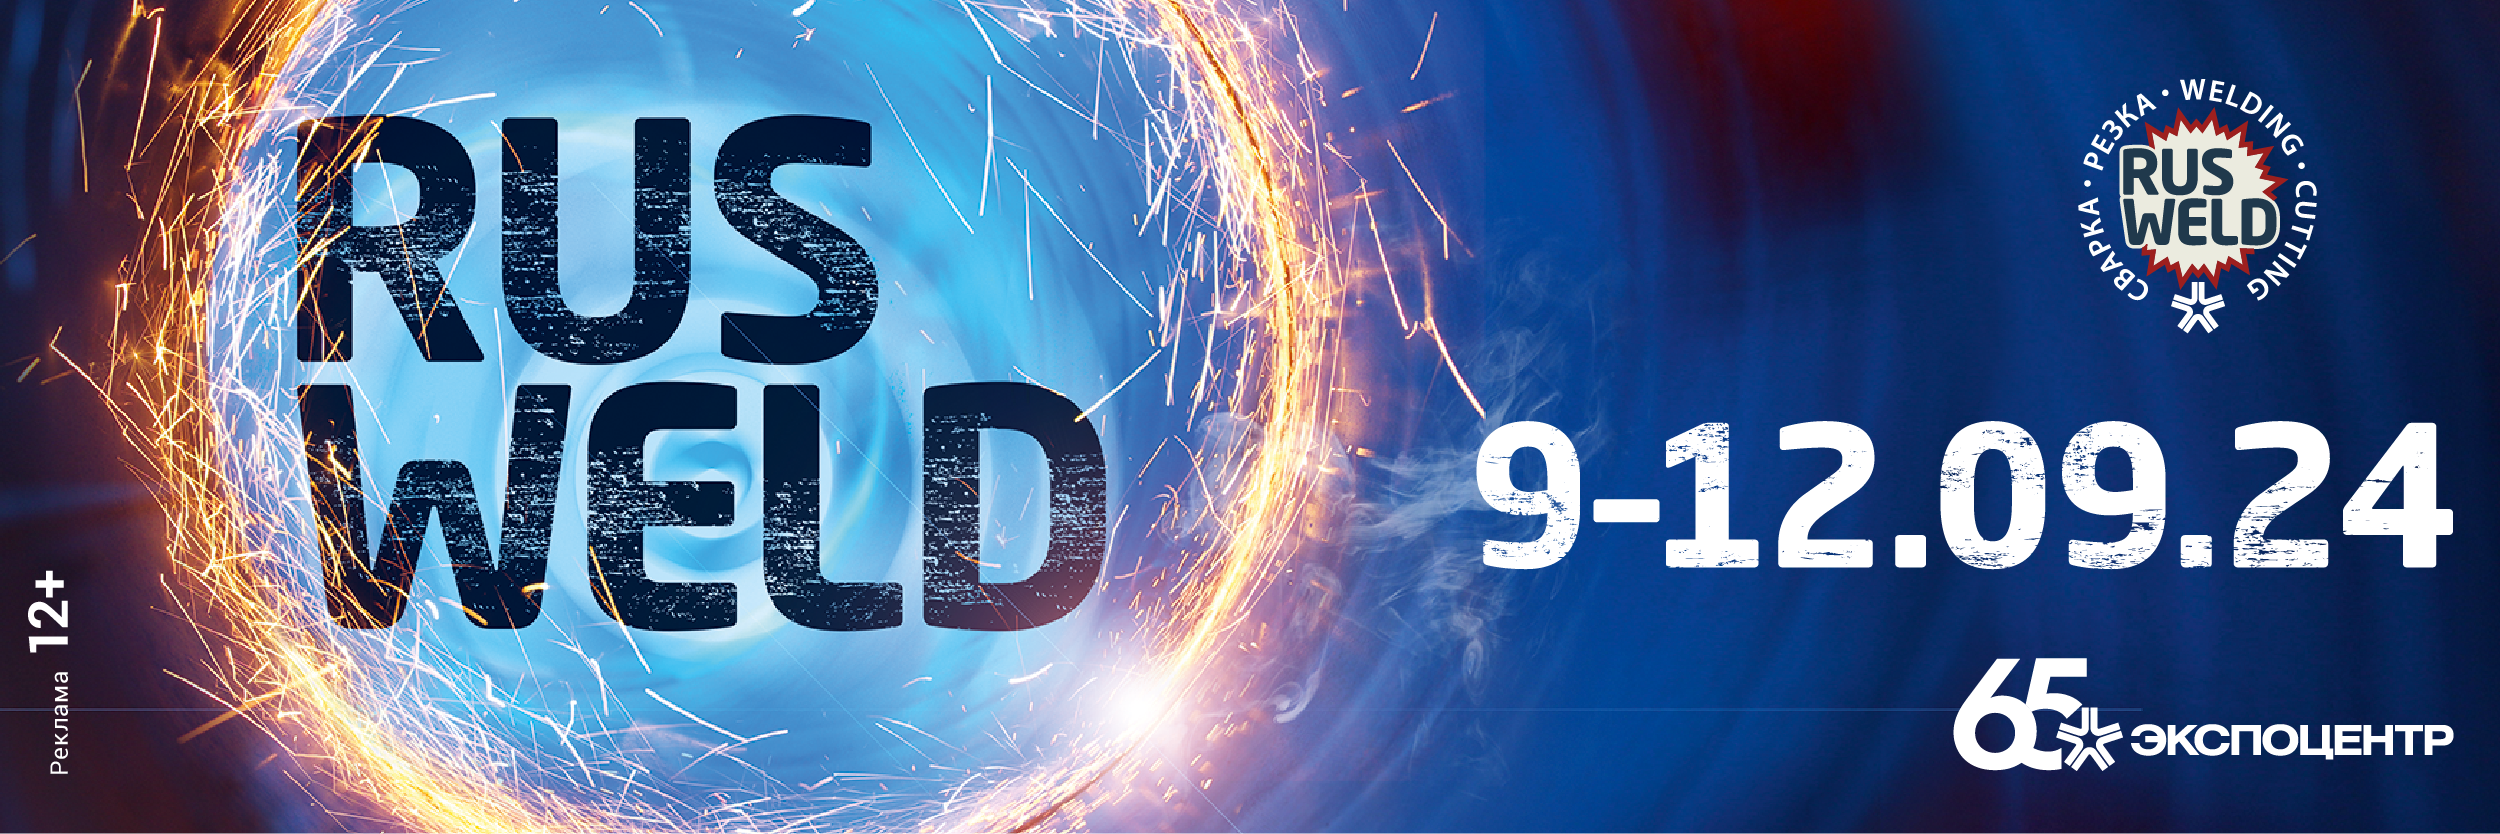 RUS
WELD
СВАРКА • РЕЗКА • WELDING • CUTTING
RUS
WELD
9-12.09.24
65 ЭКСПОЦЕНТР
Реклама 12+